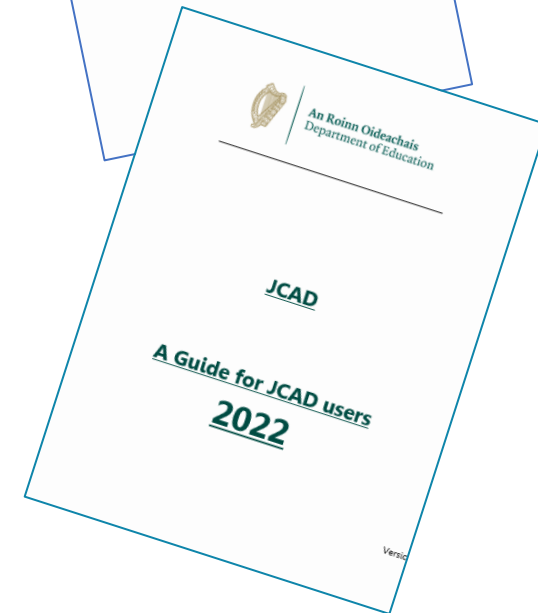 An Roinn Oideachais
Department of Education
JCAD
A Guide for JCAD users
2022